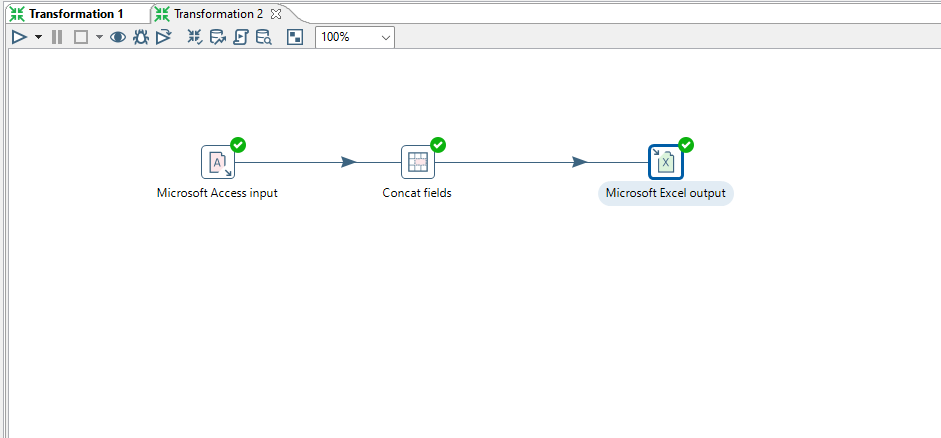 Transformation 1
Transformation 2
100%
A
X
Microsoft Access input
Concat fields
Microsoft Excel output